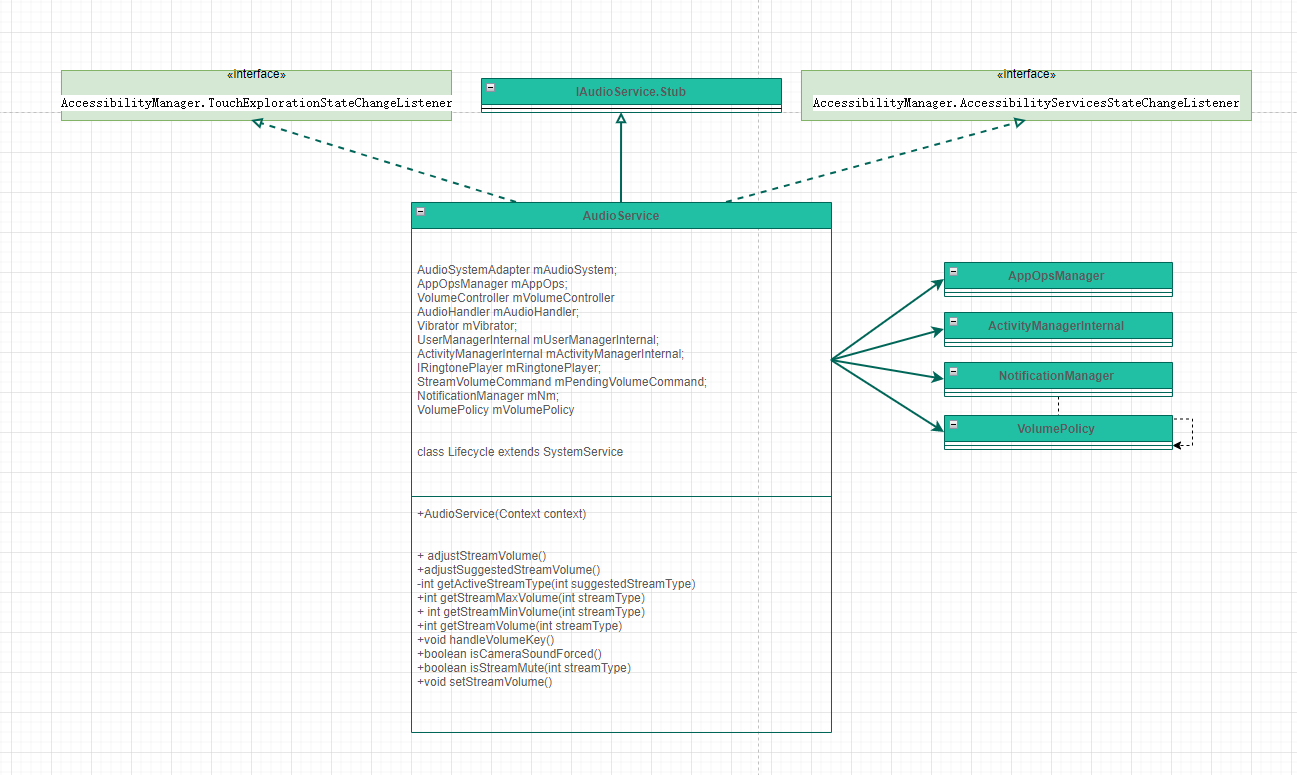 «interface»
AccessibilityManager.TouchExplorationStateChangeListener
IAudioService.Stub
«interface»
AccessibilityManager.AccessibilityServicesStateChangeListener
AudioService
AudioSystemAdapter mAudioSystem;
AppOpsManager mAppOps;
VolumeController mVolumeController
AudioHandler mAudioHandler;
Vibrator mVibrator;
UserManagerInternal mUserManagerInternal;
ActivityManagerInternal mActivityManagerInternal;
IRingtonePlayer mRingtonePlayer;
StreamVolumeCommand mPendingVolumeCommand;
NotificationManager mNm;
VolumePolicy mVolumePolicy
class Lifecycle extends SystemService
+AudioService(Context context)
+ adjustStreamVolume()
+adjustSuggestedStreamVolume()
-int getActiveStreamType(int suggestedStreamType)
+int getStreamMaxVolume(int streamType)
+ int getStreamMinVolume(int streamType)
+int getStreamVolume(int streamType)
+void handleVolumeKey()
+boolean isCameraSoundForced()
+boolean isStreamMute(int streamType)
+void setStreamVolume()
AppOpsManager
ActivityManagerInternal
NotificationManager
VolumePolicy